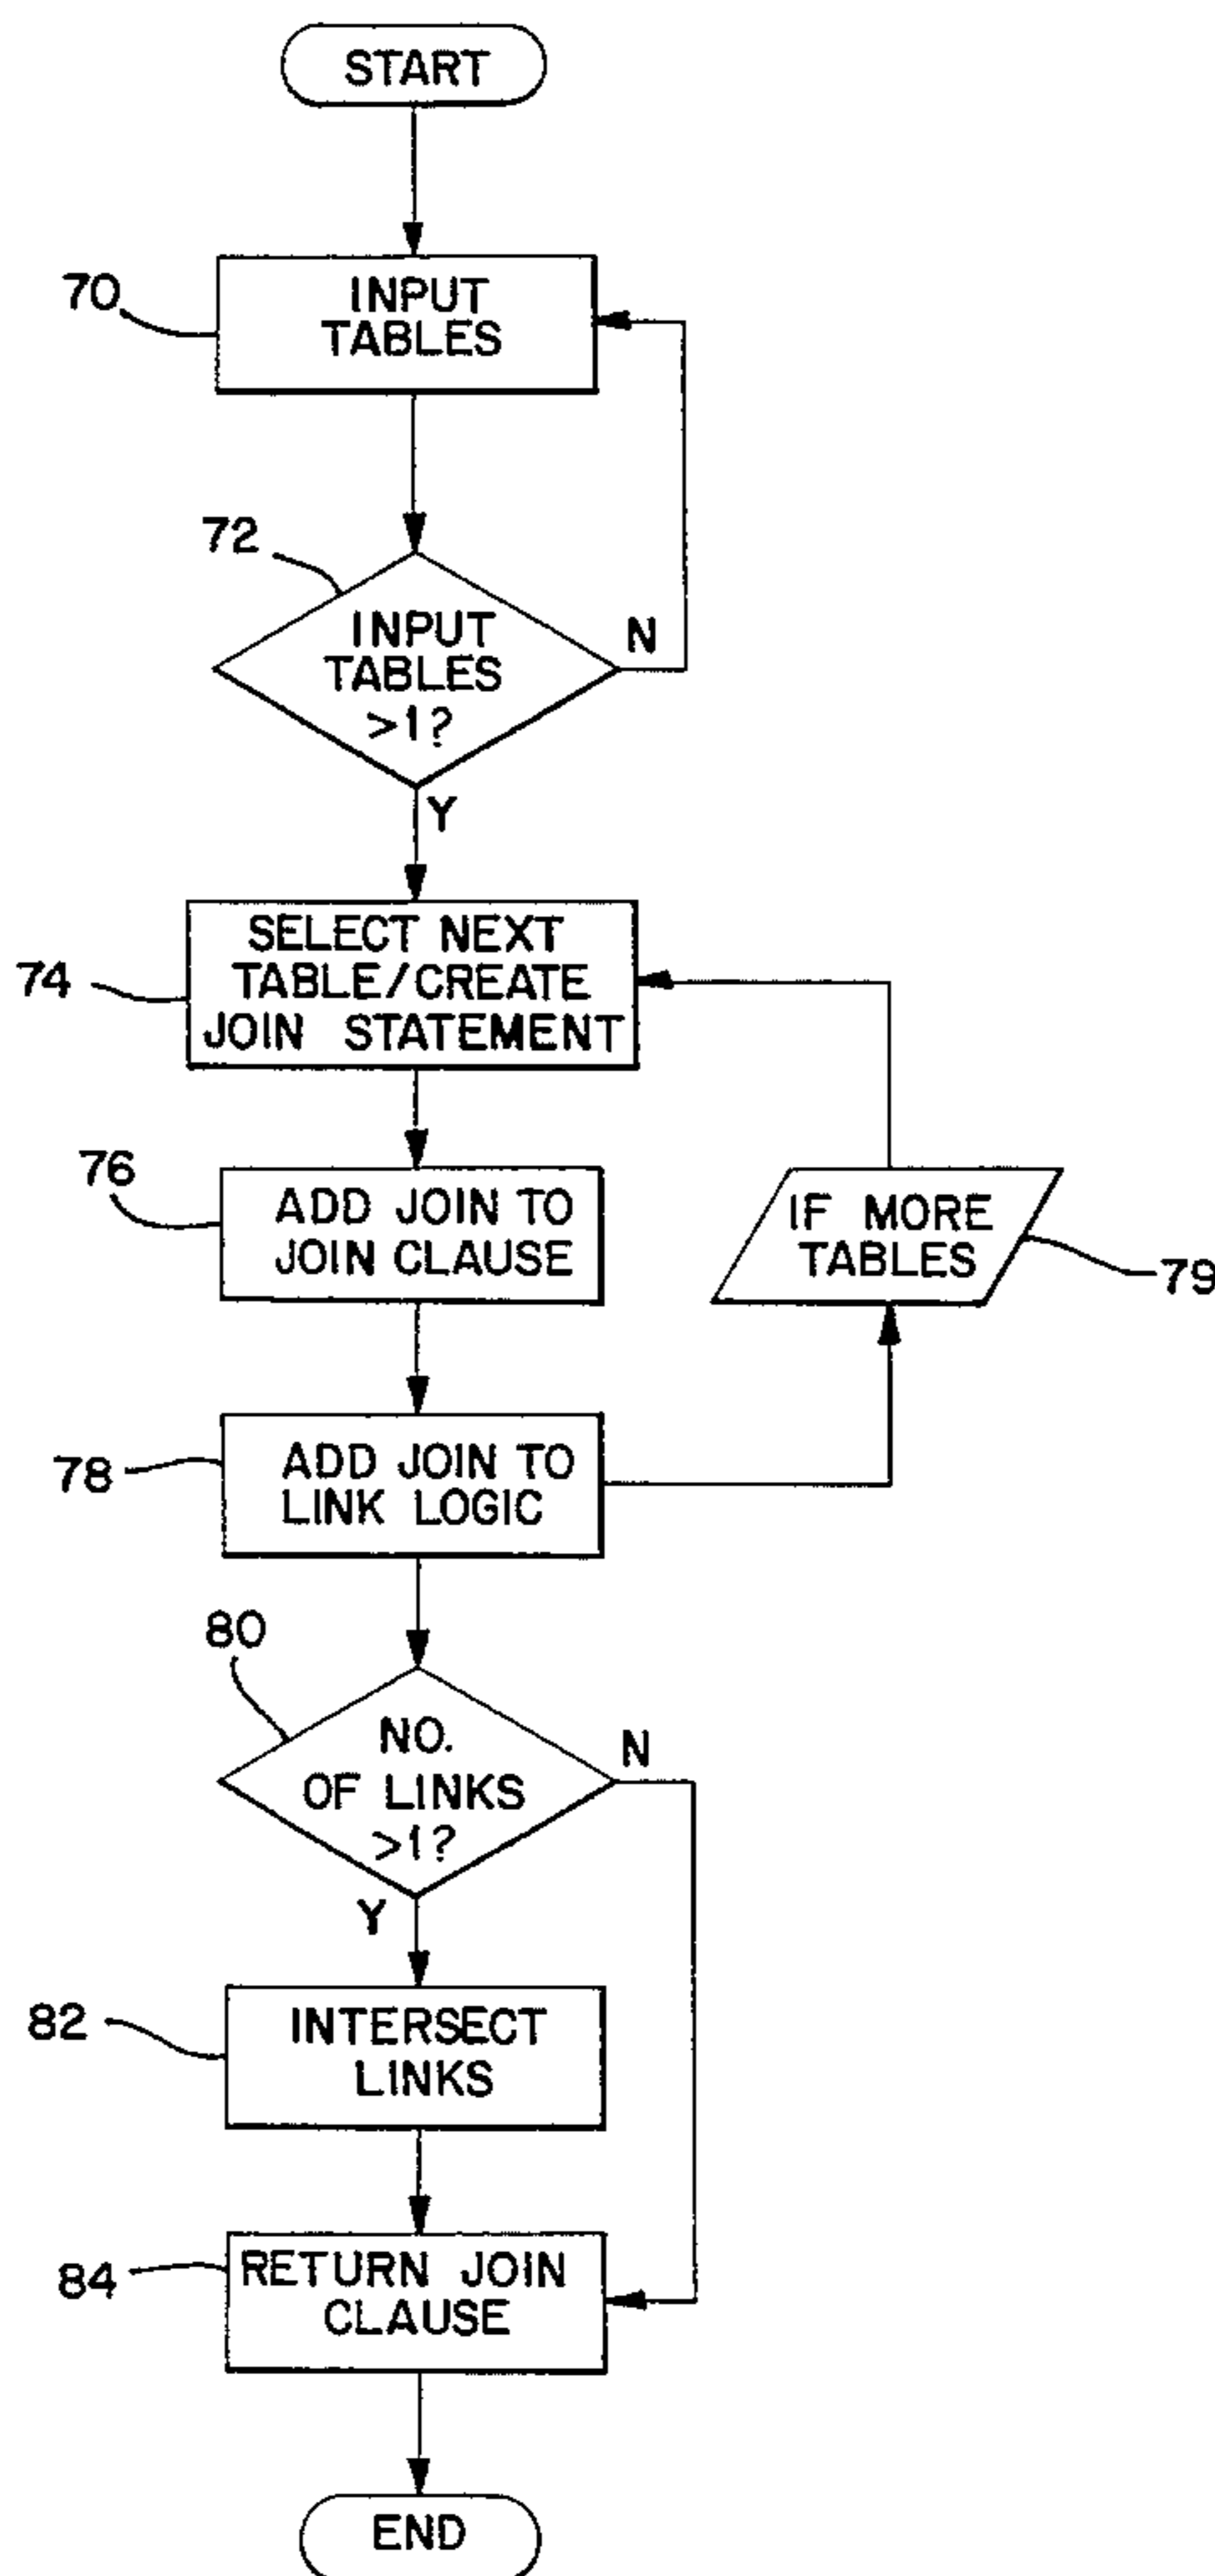 START
70
INPUT
TABLES
72
INPUT
TABLES
>1?
N
Y
74
SELECT NEXT
TABLE/CREATE
JOIN STATEMENT
76
ADD JOIN TO
JOIN CLAUSE
IF MORE
TABLES
79
78
ADD JOIN TO
LINK LOGIC
80
NO.
OF LINKS
>1?
N
Y
82
INTERSECT
LINKS
84
RETURN JOIN
CLAUSE
END